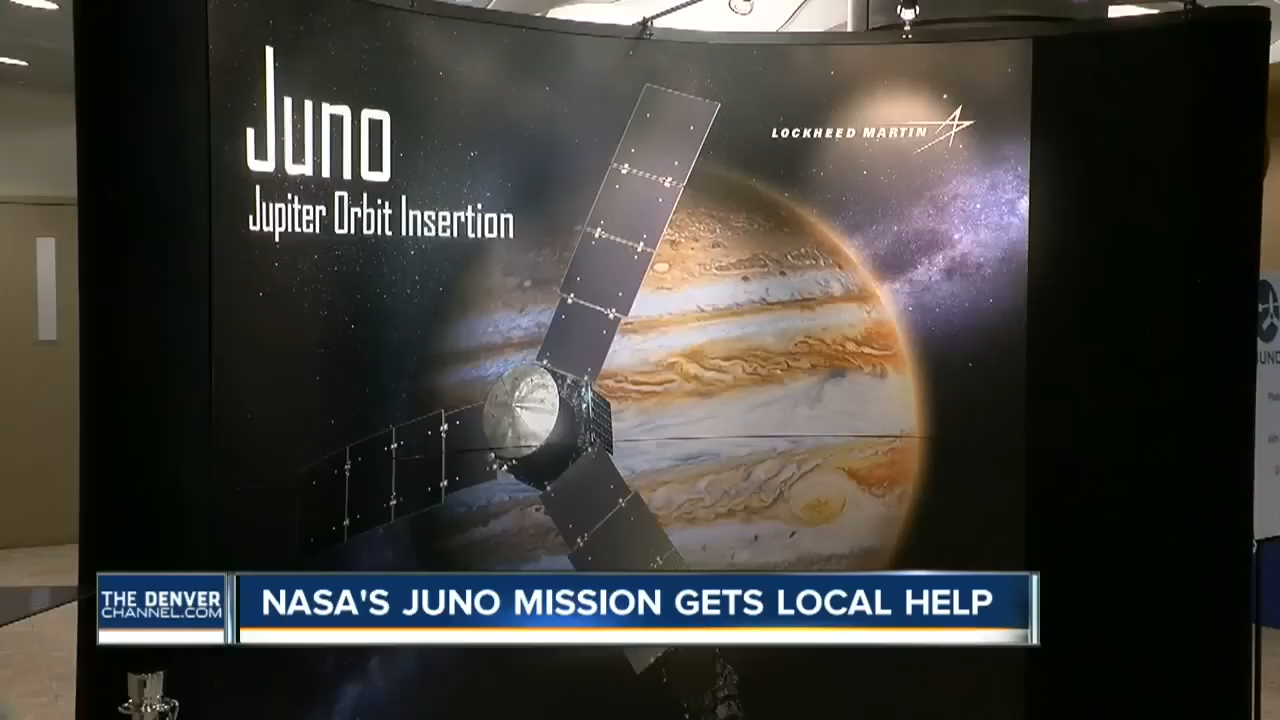 Juno
Jupiter Orbit Insertion
LOCKHEED MARTIN
THE DENVER
CHANNEL.COM
NASA'S JUNO MISSION GETS LOCAL HELP